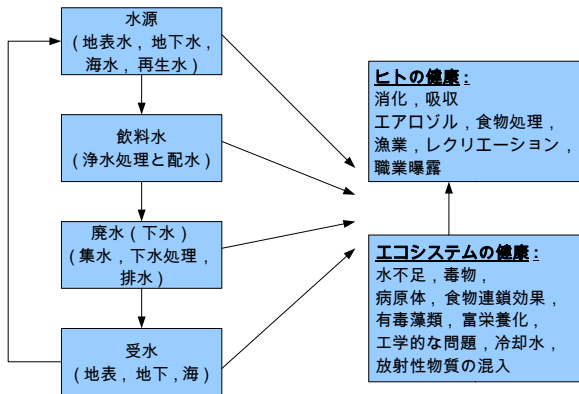 水源
(地表水,地下水,
海水,再生水)
飲料水
(浄水処理と配水)
廃水(下水)
(集水,下水処理,
排水)
受水
(地表,地下,海)
ヒトの健康:
消化,吸収
エアロゾル,食物処理,
漁業,レクリエーション,
職業曝露
エコシステムの健康:
水不足,毒物,
病原体,食物連鎖効果,
有毒藻類,富栄養化,
工学的な問題,冷却水,
放射性物質の混入